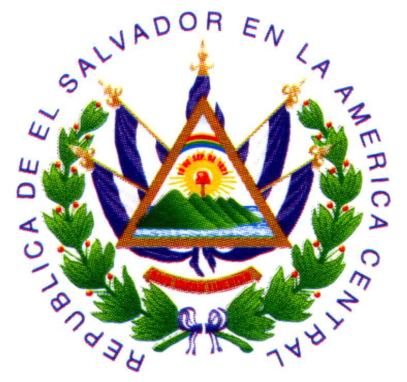 REPUBLICA DE EL SALVADOR EN LA AMERICA CENTRAL